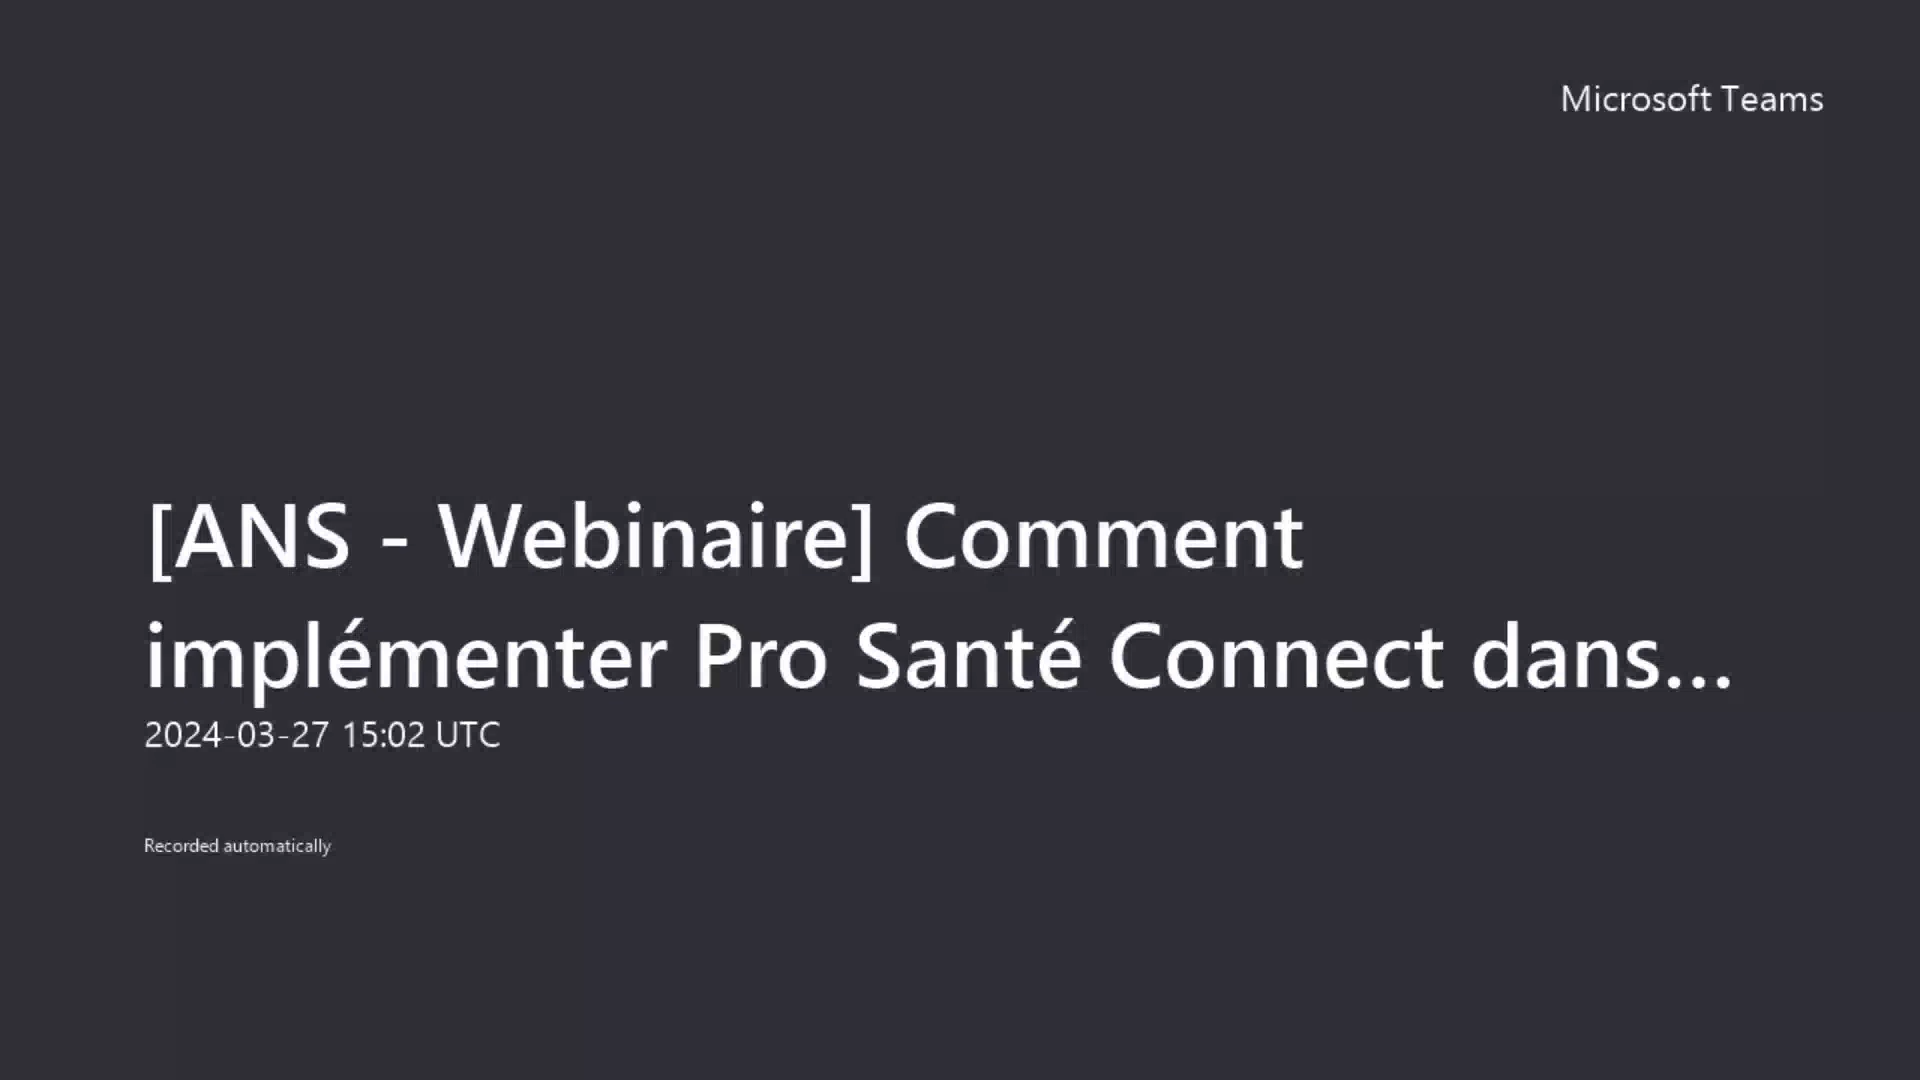 Microsoft Teams
[ANS - Webinaire] Comment
implémenter Pro Santé Connect dans...
2024-03-27 15:02 UTC
Recorded automatically